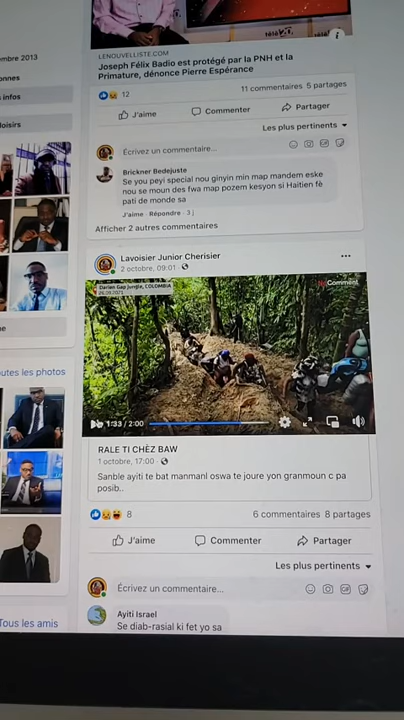 télé20
LENOUVELLISTE.COM
Joseph Félix Badio est protégé par la PNH et la
Primature, dénonce Pierre Espérance
12
11 commentaires 5 partages
J'aime
Commenter
Partager
Les plus pertinents
Écrivez un commentaire...
Brickner Bedejuste
Se you peyi special nou ginyin min map mandem eske
nou se moun des fwa map pozem kesyon si Haitien fè
pati de monde sa
J'aime · Répondre · 3 j
Afficher 2 autres commentaires
Lavoisier Junior Cherisier
2 octobre, 09:01
Darien Gap Jungle, COLOMBIA
Comment
1:33 / 2:00
RALE TI CHÈZ BAW
1 octobre, 17:00
Sanble ayiti te bat manmanl oswa te joure yon granmoun c pa
posib..
8
6 commentaires 8 partages
J'aime
Commenter
Partager
Les plus pertinents
Écrivez un commentaire...
Ayiti Israel
Se diab-rasial ki fet yo sa
embre 2013
onnes
infos
loisirs
outes les photos
Tous les amis